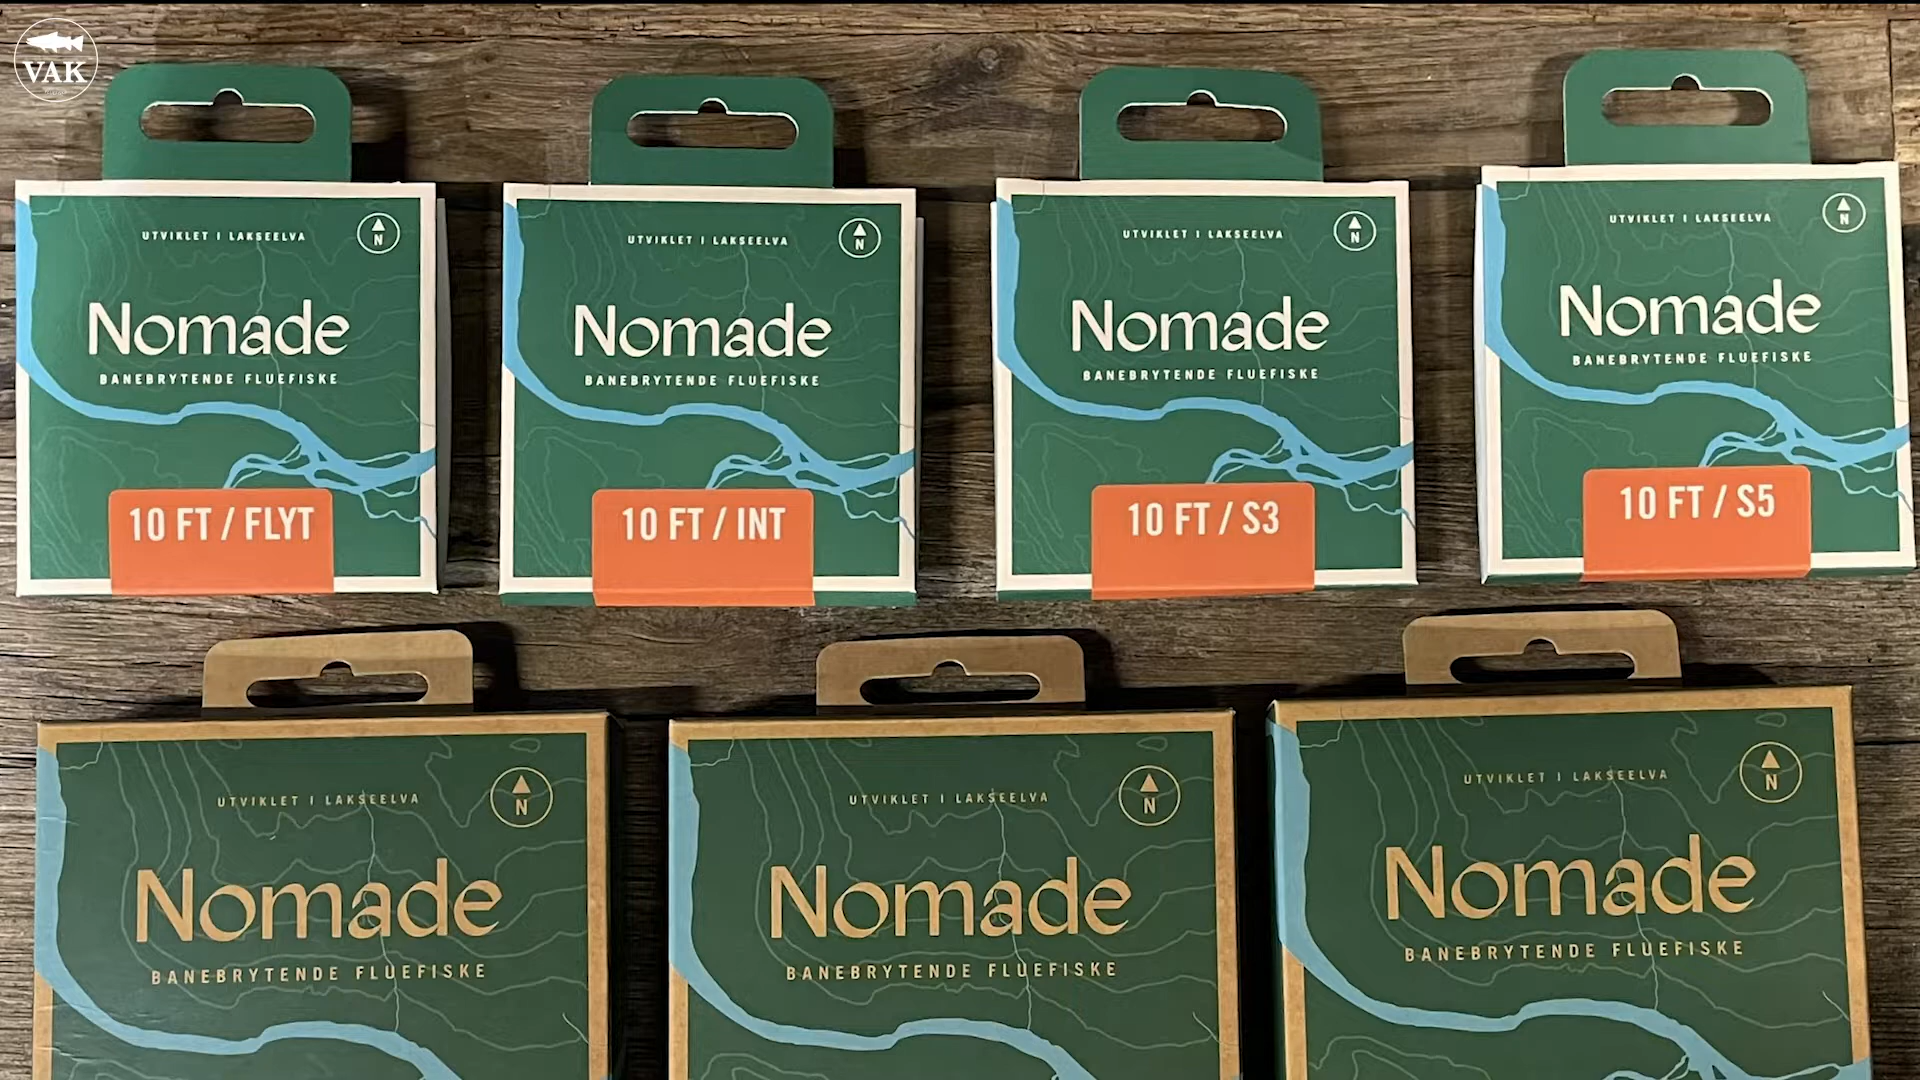 VAK
UTVIKLET I LAKSEELVA
N
Nomade
BANEBRYTENDE FLUEFISKE
10 FT / FLYT
UTVIKLET I LAKSEELVA
N
Nomade
BANEBRYTENDE FLUEFISKE
10 FT / INT
UTVIKLET I LAKSEELVA
N
Nomade
BANEBRYTENDE FLUEFISKE
10 FT / S3
UTVIKLET I LAKSEELVA
N
Nomade
BANEBRYTENDE FLUEFISKE
10 FT / S5
UTVIKLET I LAKSEELVA
N
Nomade
BANEBRYTENDE FLUEFISKE
UTVIKLET I LAKSEELVA
N
Nomade
BANEBRYTENDE FLUEFISKE
UTVIKLET I LAKSEELVA
N
Nomade
BANEBRYTENDE FLUEFISKE